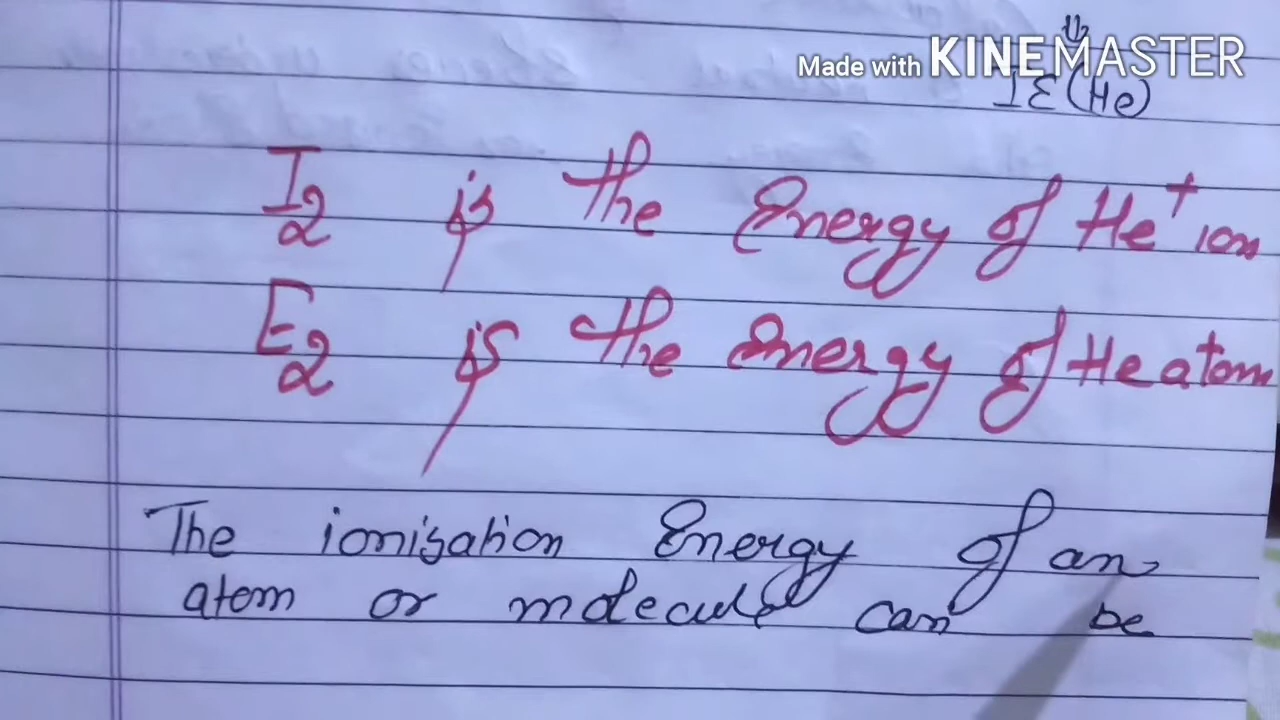 Made with KINEMASTER
IE (He)
I2 is the Energy of He+ ion
E2 is the Energy of He atom
The ionisation Energy of an
atom or molecule can be